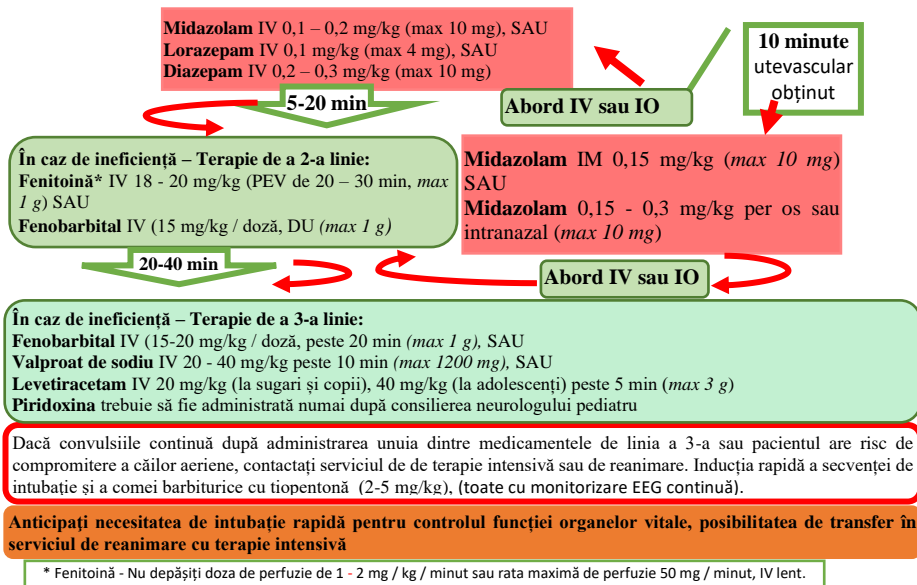 Midazolam IV 0,1 – 0,2 mg/kg (max 10 mg), SAU
Lorazepam IV 0,1 mg/kg (max 4 mg), SAU
Diazepam IV 0,2 – 0,3 mg/kg (max 10 mg)
10 minute
utevascular
obținut
5-20 min
Abord IV sau IO
În caz de ineficiență – Terapie de a 2-a linie:
Fenitoină* IV 18 - 20 mg/kg (PEV de 20 – 30 min, max
1 g) SAU
Fenobarbital IV (15 mg/kg / doză, DU (max 1 g)
Midazolam IM 0,15 mg/kg (max 10 mg)
SAU
Midazolam 0,15 - 0,3 mg/kg per os sau
intranazal (max 10 mg)
20-40 min
Abord IV sau IO
În caz de ineficiență – Terapie de a 3-a linie:
Fenobarbital IV (15-20 mg/kg / doză, peste 20 min (max 1 g), SAU
Valproat de sodiu IV 20 - 40 mg/kg peste 10 min (max 1200 mg), SAU
Levetiracetam IV 20 mg/kg (la sugari și copii), 40 mg/kg (la adolescenți) peste 5 min (max 3 g)
Piridoxina trebuie să fie administrată numai după consilierea neurologului pediatru
Dacă convulsiile continuă după administrarea unuia dintre medicamentele de linia a 3-a sau pacientul are risc de
compromitere a căilor aeriene, contactați serviciul de de terapie intensivă sau de reanimare. Inducția rapidă a secvenței de
intubație și a comei barbiturice cu tiopentonă (2-5 mg/kg), (toate cu monitorizare EEG continuă).
Anticipați necesitatea de intubație rapidă pentru controlul funcției organelor vitale, posibilitatea de transfer în
serviciul de reanimare cu terapie intensivă
* Fenitoină - Nu depășiți doza de perfuzie de 1 - 2 mg / kg / minut sau rata maximă de perfuzie 50 mg / minut, IV lent.